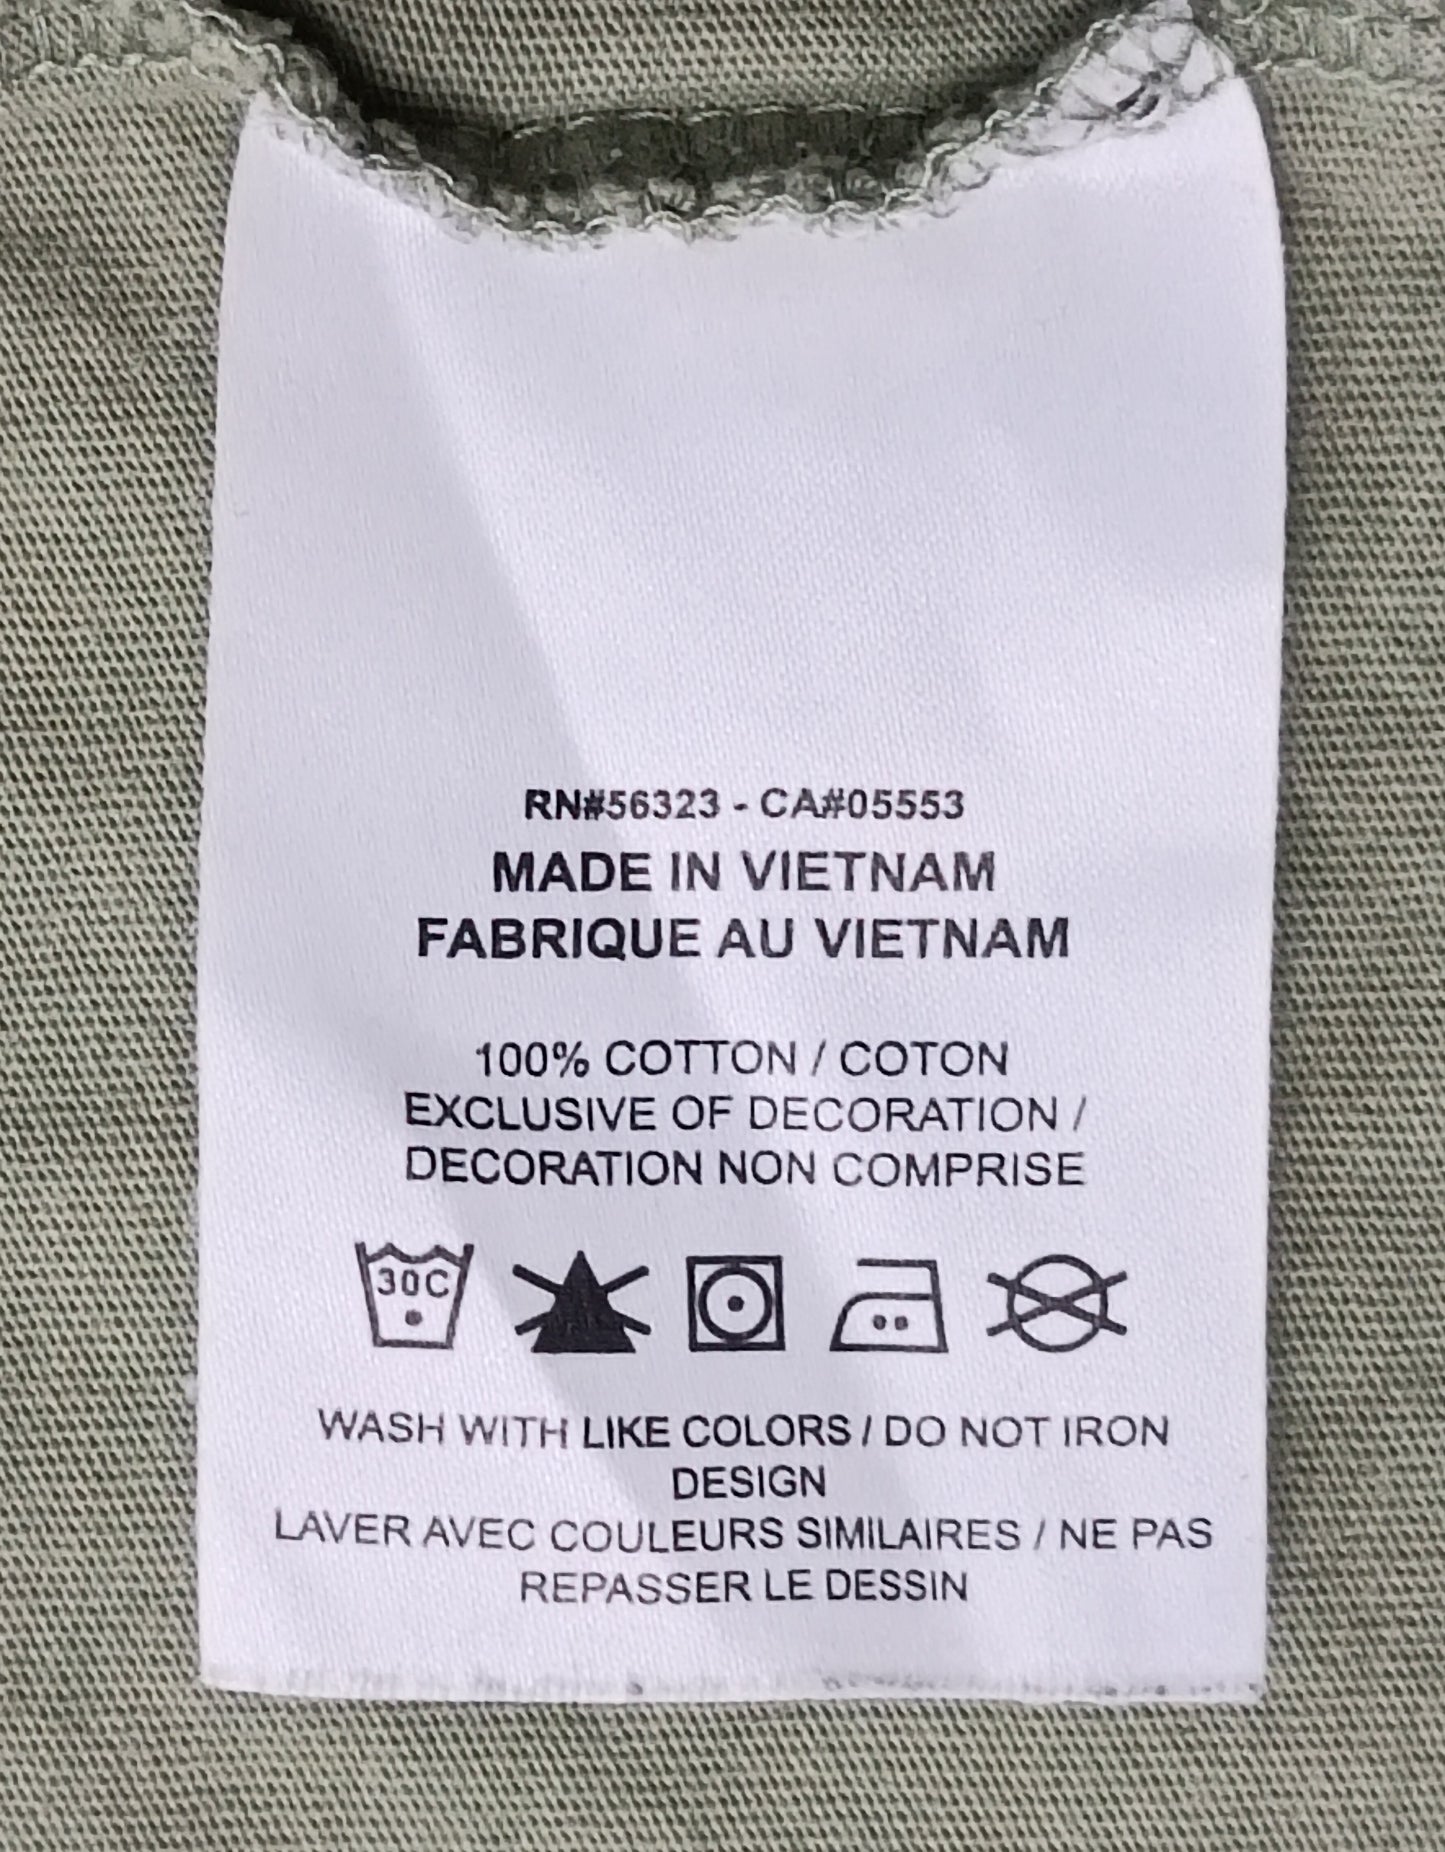 RN#56323 - CA#05553
MADE IN VIETNAM
FABRIQUE AU VIETNAM
100% COTTON / COTON
EXCLUSIVE OF DECORATION /
DECORATION NON COMPRISE
30C
WASH WITH LIKE COLORS / DO NOT IRON
DESIGN
LAVER AVEC COULEURS SIMILAIRES / NE PAS
REPASSER LE DESSIN